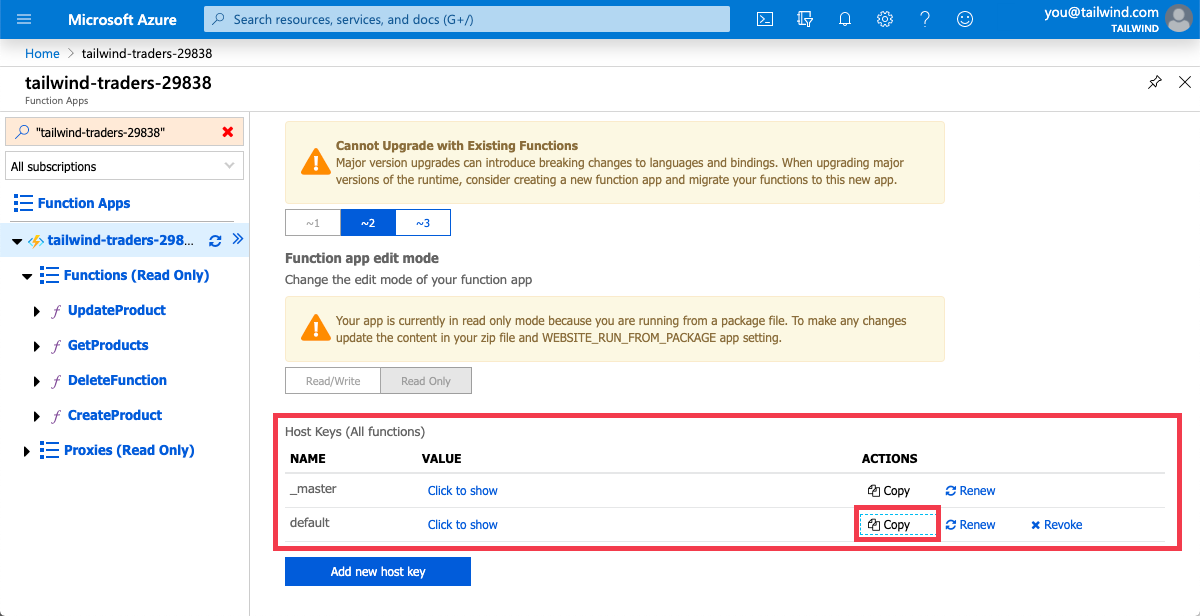 Microsoft Azure
Search resources, services, and docs (G+/)
you@tailwind.com
TAILWIND
Home > tailwind-traders-29838
tailwind-traders-29838
Function Apps
"tailwind-traders-29838"
All subscriptions
Function Apps
tailwind-traders-298...
Functions (Read Only)
UpdateProduct
GetProducts
DeleteFunction
CreateProduct
Proxies (Read Only)
Cannot Upgrade with Existing Functions
Major version upgrades can introduce breaking changes to languages and bindings. When upgrading major
versions of the runtime, consider creating a new function app and migrate your functions to this new app.
~1 ~2 ~3
Function app edit mode
Change the edit mode of your function app
Your app is currently in read only mode because you are running from a package file. To make any changes
update the content in your zip file and WEBSITE_RUN_FROM_PACKAGE app setting.
Read/Write Read Only
Host Keys (All functions)
NAME VALUE ACTIONS
_master Click to show Copy Renew
default Click to show Copy Renew Revoke
Add new host key